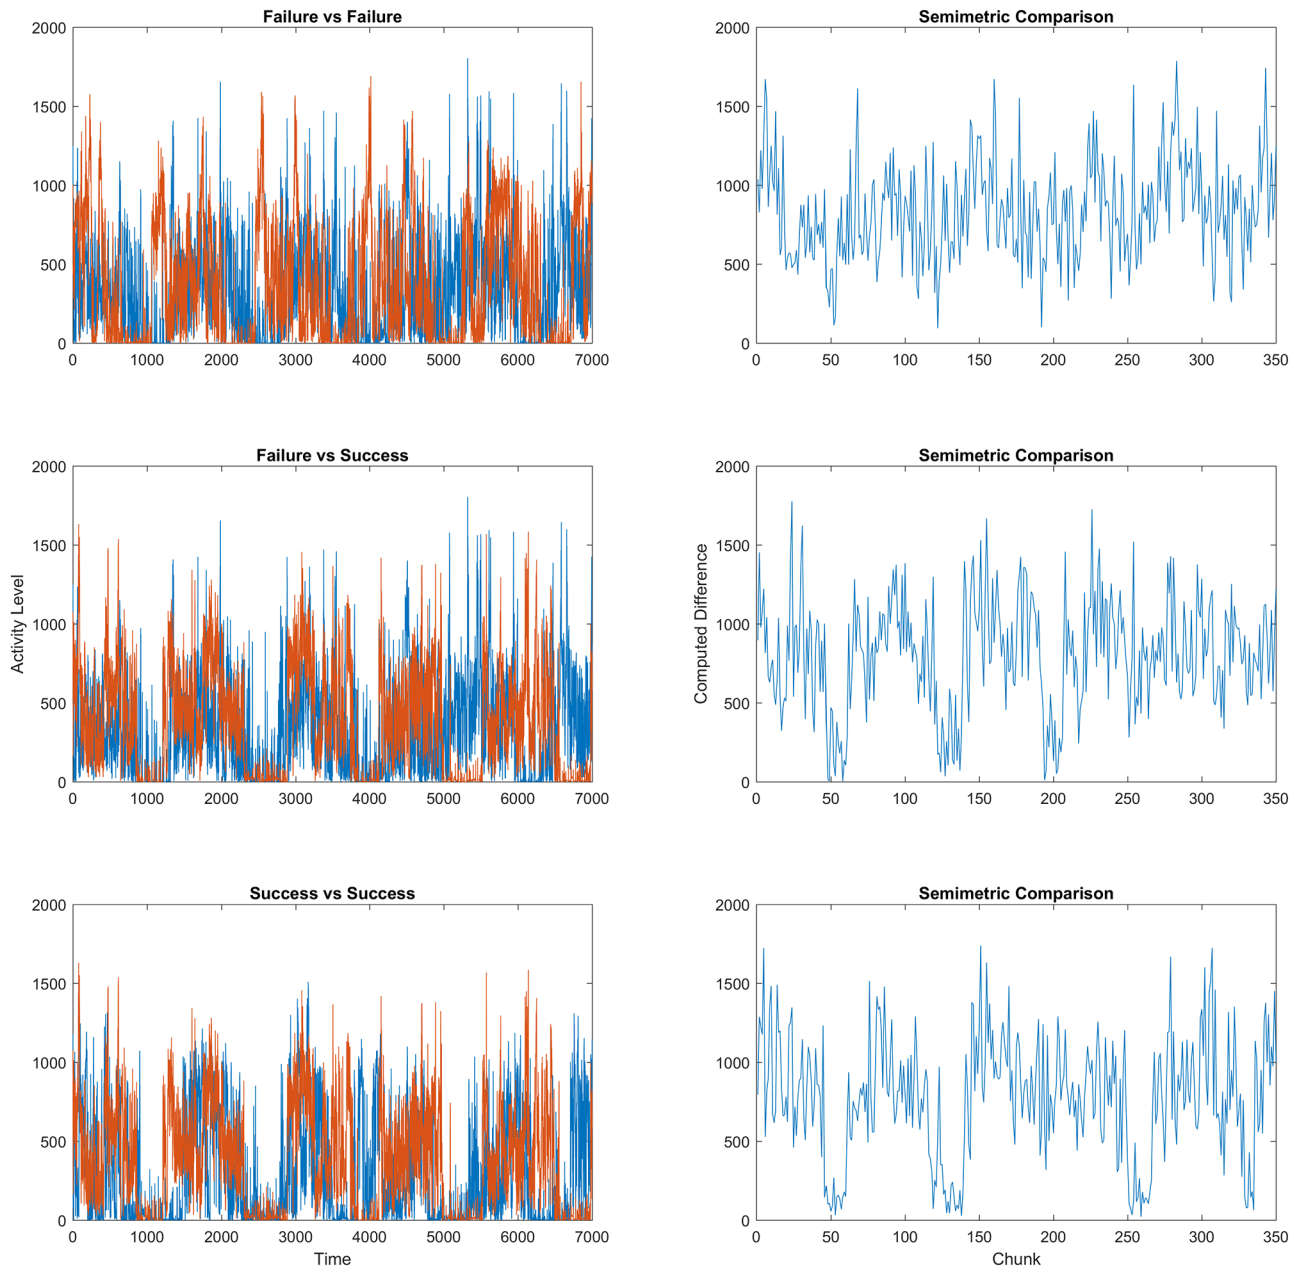 Failure vs Failure
2000
1500
1000
500
0
0 1000 2000 3000 4000 5000 6000 7000
Semimetric Comparison
2000
1500
1000
500
0
0 50 100 150 200 250 300 350
Failure vs Success
Activity Level
2000
1500
1000
500
0
0 1000 2000 3000 4000 5000 6000 7000
Semimetric Comparison
Computed Difference
2000
1500
1000
500
0
0 50 100 150 200 250 300 350
Success vs Success
2000
1500
1000
500
0
0 1000 2000 3000 4000 5000 6000 7000
Time
Semimetric Comparison
2000
1500
1000
500
0
0 50 100 150 200 250 300 350
Chunk